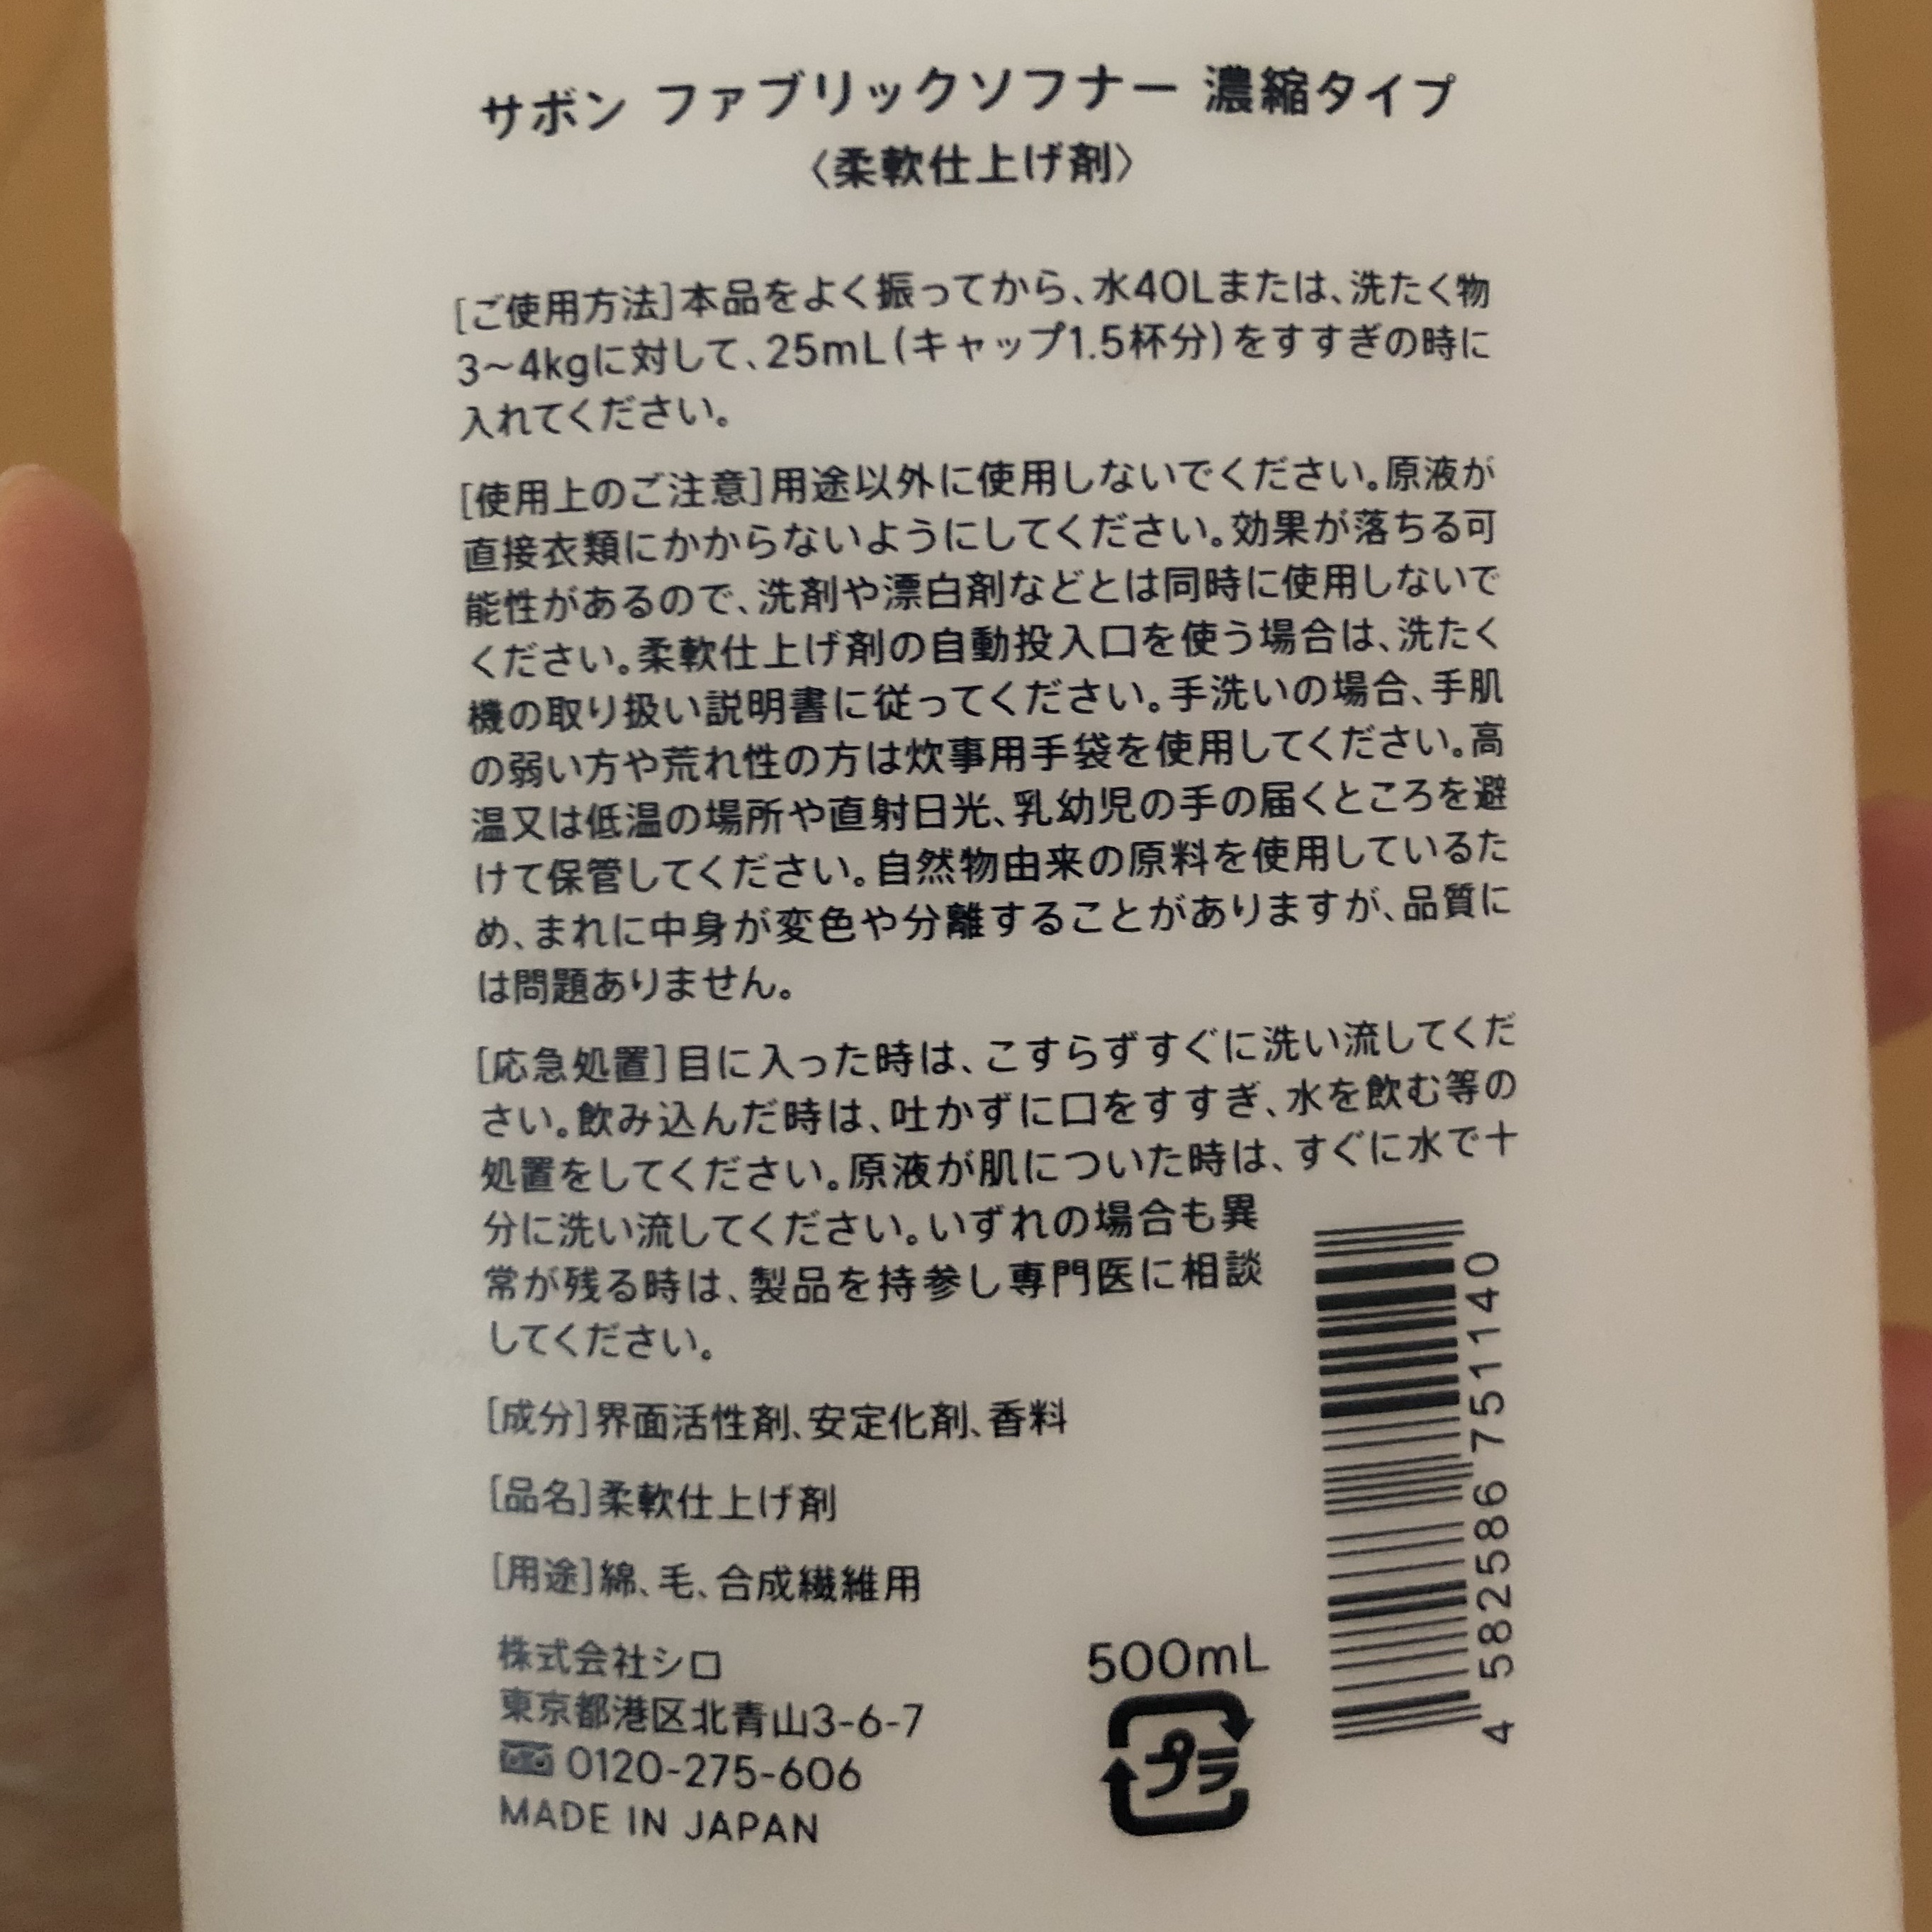 サボン ファブリックソフナー 濃縮タイプ
〈柔軟仕上げ剤〉
[ご使用方法]本品をよく振ってから、水40Lまたは、洗たく物
3~4kgに対して、25mL(キャップ1.5杯分)をすすぎの時に
入れてください。
[使用上のご注意]用途以外に使用しないでください。原液が
直接衣類にかからないようにしてください。効果が落ちる可
能性があるので、洗剤や漂白剤などとは同時に使用しないで
ください。柔軟仕上げ剤の自動投入口を使う場合は、洗たく
機の取り扱い説明書に従ってください。手洗いの場合、手肌
の弱い方や荒れ性の方は炊事用手袋を使用してください。高
温又は低温の場所や直射日光、乳幼児の手の届くところを避
けて保管してください。自然物由来の原料を使用しているた
め、まれに中身が変色や分離することがありますが、品質に
は問題ありません。
[応急処置]目に入った時は、こすらずすぐに洗い流してくだ
さい。飲み込んだ時は、吐かずに口をすすぎ、水を飲む等の
処置をしてください。原液が肌についた時は、すぐに水で十
分に洗い流してください。いずれの場合も異
常が残る時は、製品を持参し専門医に相談
してください。
[成分]界面活性剤、安定化剤、香料
[品名]柔軟仕上げ剤
[用途]綿、毛、合成繊維用
株式会社シロ
東京都港区北青山3-6-7
0120-275-606
MADE IN JAPAN
500mL
プラ
4 582586 751140